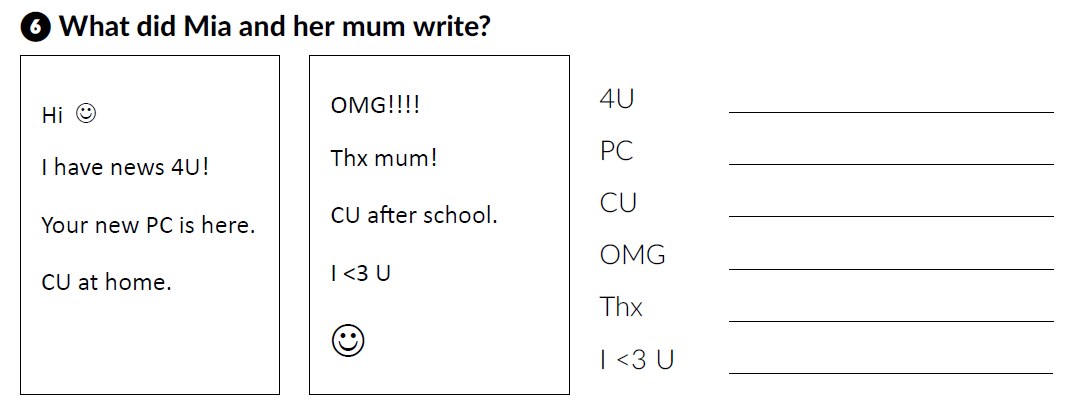 6 What did Mia and her mum write?
Hi ☺
I have news 4U!
Your new PC is here.
CU at home.
OMG!!!!
Thx mum!
CU after school.
I <3 U
☺
4U
PC
CU
OMG
Thx
I <3 U